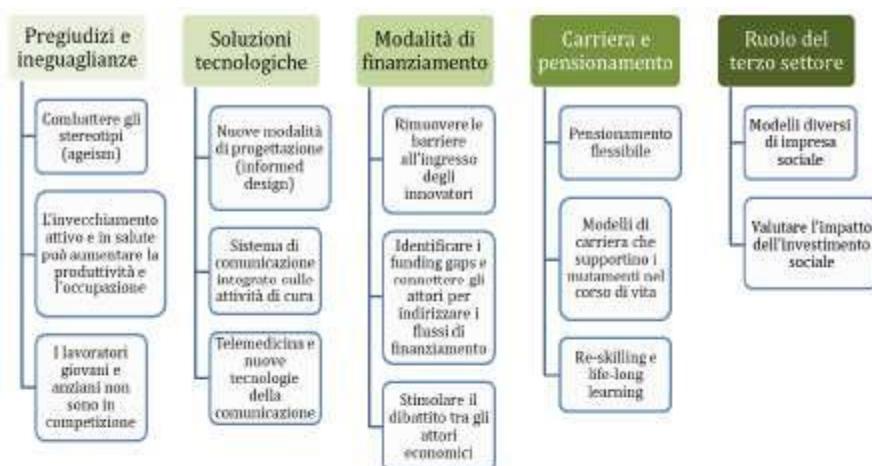 Pregiudizi e
ineguaglianze
Combattere gli
stereotipi
(ageism)
L'invecchiamento
attivo e in salute
può aumentare la
produttività e
l'occupazione
I lavoratori
giovani e
anziani non
sono in
competizione
Soluzioni
tecnologiche
Nuove modalità
di progettazione
(informed
design)
Sistema di
comunicazione
integrato sulle
attività di cura
Telemedicina e
nuove
tecnologie
della
comunicazione
Modalità di
finanziamento
Rimuovere le
barriere
all'ingresso
degli
innovatori
Identificare i
funding gaps e
connettere gli
attori per
indirizzare i
flussi di
finanziamento
Stimolare il
dibattito tra gli
attori
economici
Carriera e
pensionamento
Pensionamento
flessibile
Modelli di
carriera che
supportino i
mutamenti nel
corso di vita
Re-skilling e
life-long
learning
Ruolo del
terzo settore
Modelli diversi
di impresa
sociale
Valutare l'impatto
dell'investimento
sociale